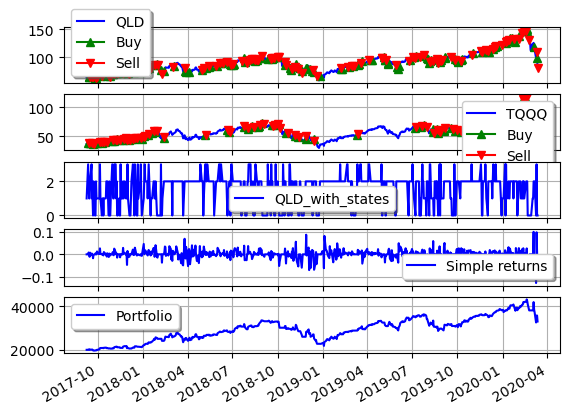 150
100
QLD
Buy
Sell
100
50
TQQQ
Buy
Sell
2
0
QLD_with_states
0.1
0.0
−0.1
Simple returns
40000
20000
Portfolio
2017-10
2018-01
2018-04
2018-07
2018-10
2019-01
2019-04
2019-07
2019-10
2020-01
2020-04